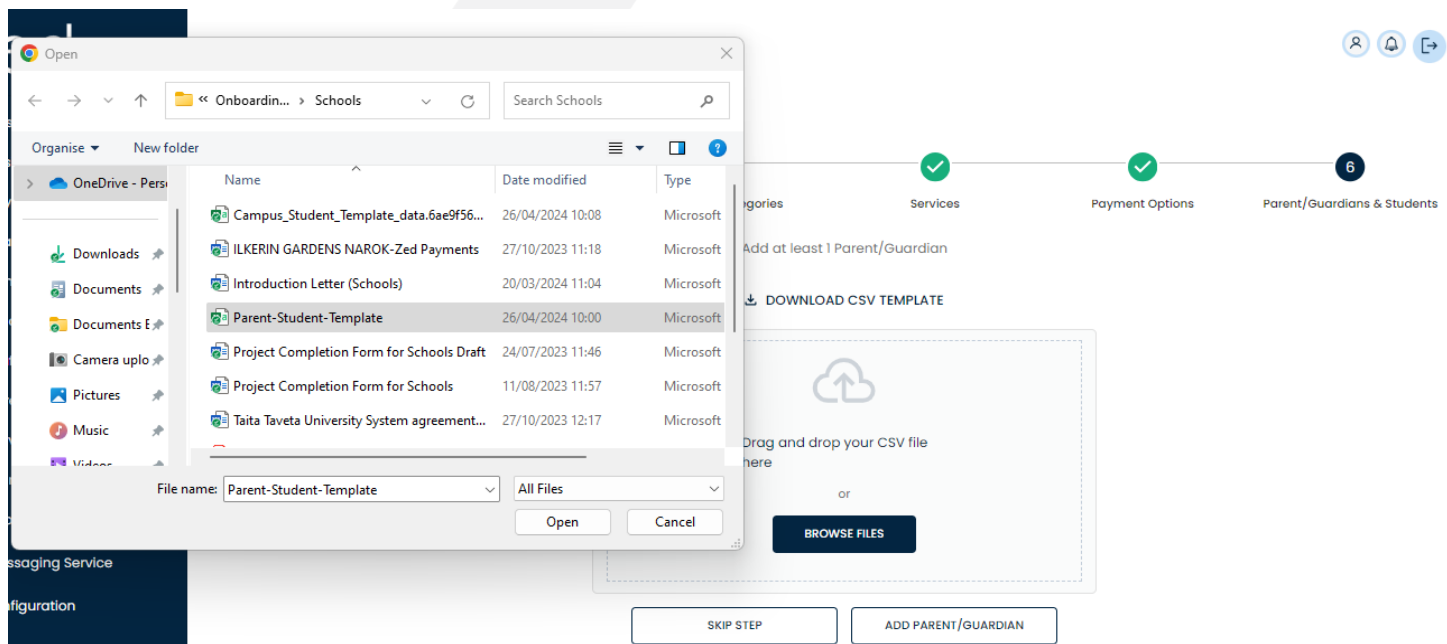 Open
« Onboardin... › Schools
Search Schools
Organise
New folder
OneDrive - Pers
Downloads
Documents
Documents E
Camera uplo
Pictures
Music
Videos
Name
Date modified
Type
Campus_Student_Template_data.6ae9f56...
26/04/2024 10:08
Microsoft
ILKERIN GARDENS NAROK-Zed Payments
27/10/2023 11:18
Microsoft
Introduction Letter (Schools)
20/03/2024 11:04
Microsoft
Parent-Student-Template
26/04/2024 10:00
Microsoft
Project Completion Form for Schools Draft
24/07/2023 11:46
Microsoft
Project Completion Form for Schools
11/08/2023 11:57
Microsoft
Taita Taveta University System agreement...
27/10/2023 12:17
Microsoft
File name:
Parent-Student-Template
All Files
Open
Cancel
egories
Services
Payment Options
6
Parent/Guardians & Students
Add at least 1 Parent/Guardian
DOWNLOAD CSV TEMPLATE
Drag and drop your CSV file
here
or
BROWSE FILES
SKIP STEP
ADD PARENT/GUARDIAN
ssaging Service
nfiguration